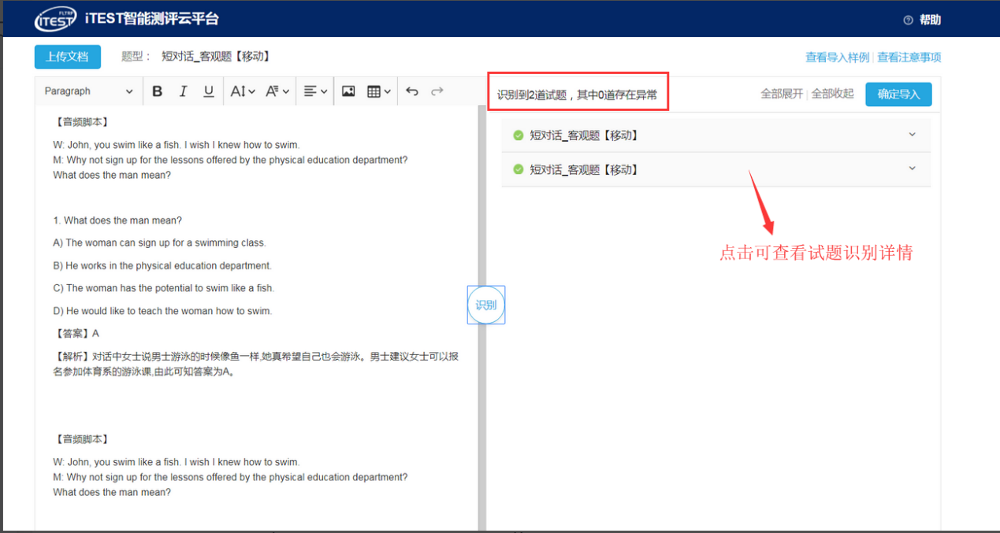 FLTRP
iTEST
iTEST智能测评云平台
帮助
上传文档
题型： 短对话_客观题【移动】
查看导入样例 | 查看注意事项
Paragraph
B I U A A
识别到2道试题，其中0道存在异常
全部展开 | 全部收起
确定导入
【音频脚本】
W: John, you swim like a fish. I wish I knew how to swim.
M: Why not sign up for the lessons offered by the physical education department?
What does the man mean?
1. What does the man mean?
A) The woman can sign up for a swimming class.
B) He works in the physical education department.
C) The woman has the potential to swim like a fish.
D) He would like to teach the woman how to swim.
【答案】A
【解析】对话中女士说男士游泳的时候像鱼一样,她真希望自己也会游泳。男士建议女士可以报
名参加体育系的游泳课,由此可知答案为A。
【音频脚本】
W: John, you swim like a fish. I wish I knew how to swim.
M: Why not sign up for the lessons offered by the physical education department?
What does the man mean?
识别
短对话_客观题【移动】
短对话_客观题【移动】
点击可查看试题识别详情